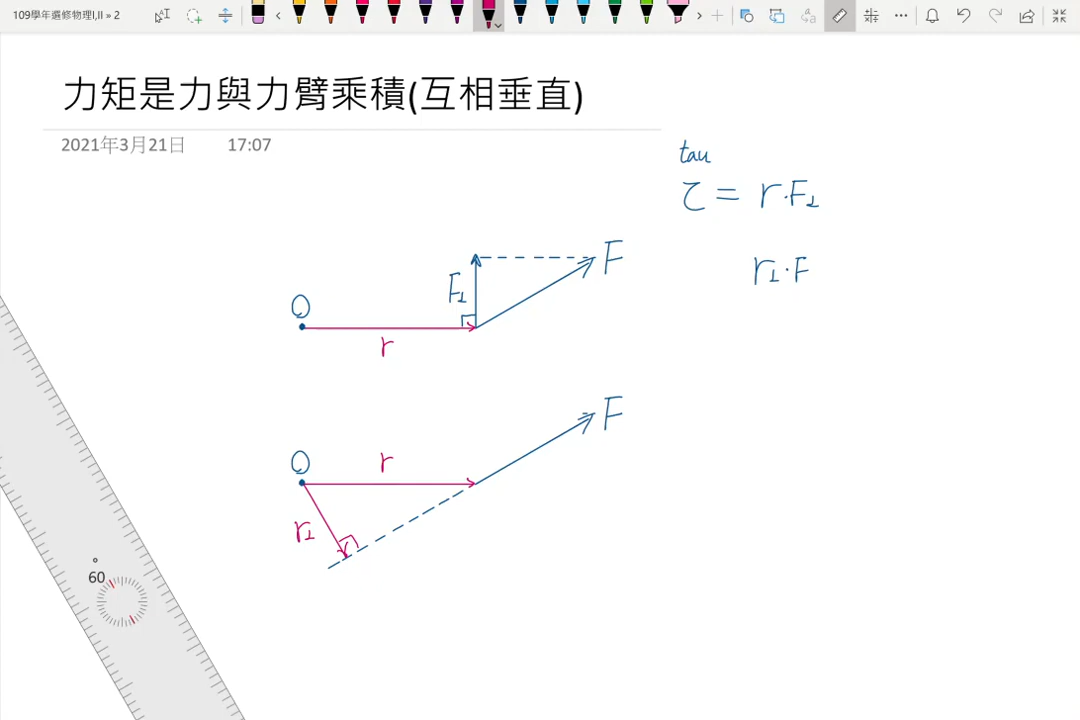 109學年選修物理I,II » 2
力矩是力與力臂乘積(互相垂直)
2021年3月21日 17:07
tau
τ = r·F⊥
r⊥·F
F
F⊥
O
r
F
O
r
r⊥
°
60